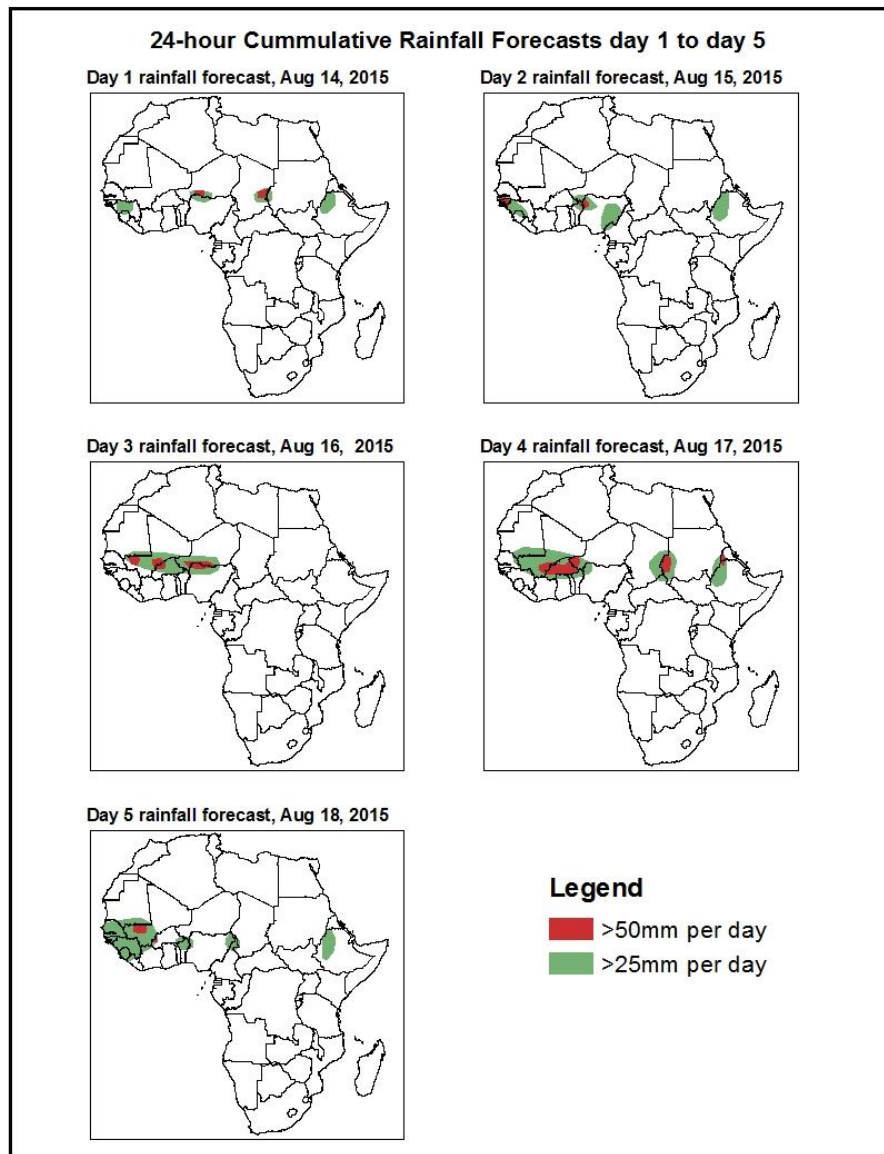 24-hour Cummulative Rainfall Forecasts day 1 to day 5
Day 1 rainfall forecast, Aug 14, 2015
Day 2 rainfall forecast, Aug 15, 2015
Day 3 rainfall forecast, Aug 16, 2015
Day 4 rainfall forecast, Aug 17, 2015
Day 5 rainfall forecast, Aug 18, 2015
Legend
>50mm per day
>25mm per day